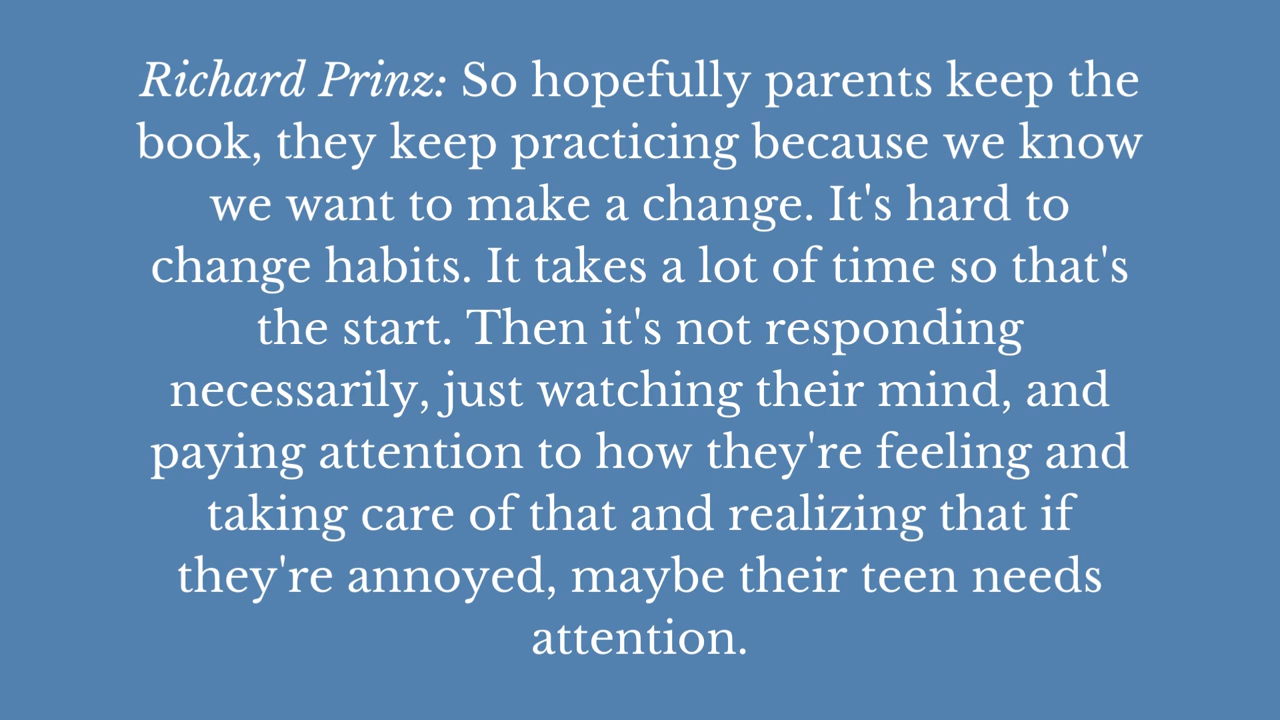 Richard Prinz: So hopefully parents keep the
book, they keep practicing because we know
we want to make a change. It's hard to
change habits. It takes a lot of time so that's
the start. Then it's not responding
necessarily, just watching their mind, and
paying attention to how they're feeling and
taking care of that and realizing that if
they're annoyed, maybe their teen needs
attention.